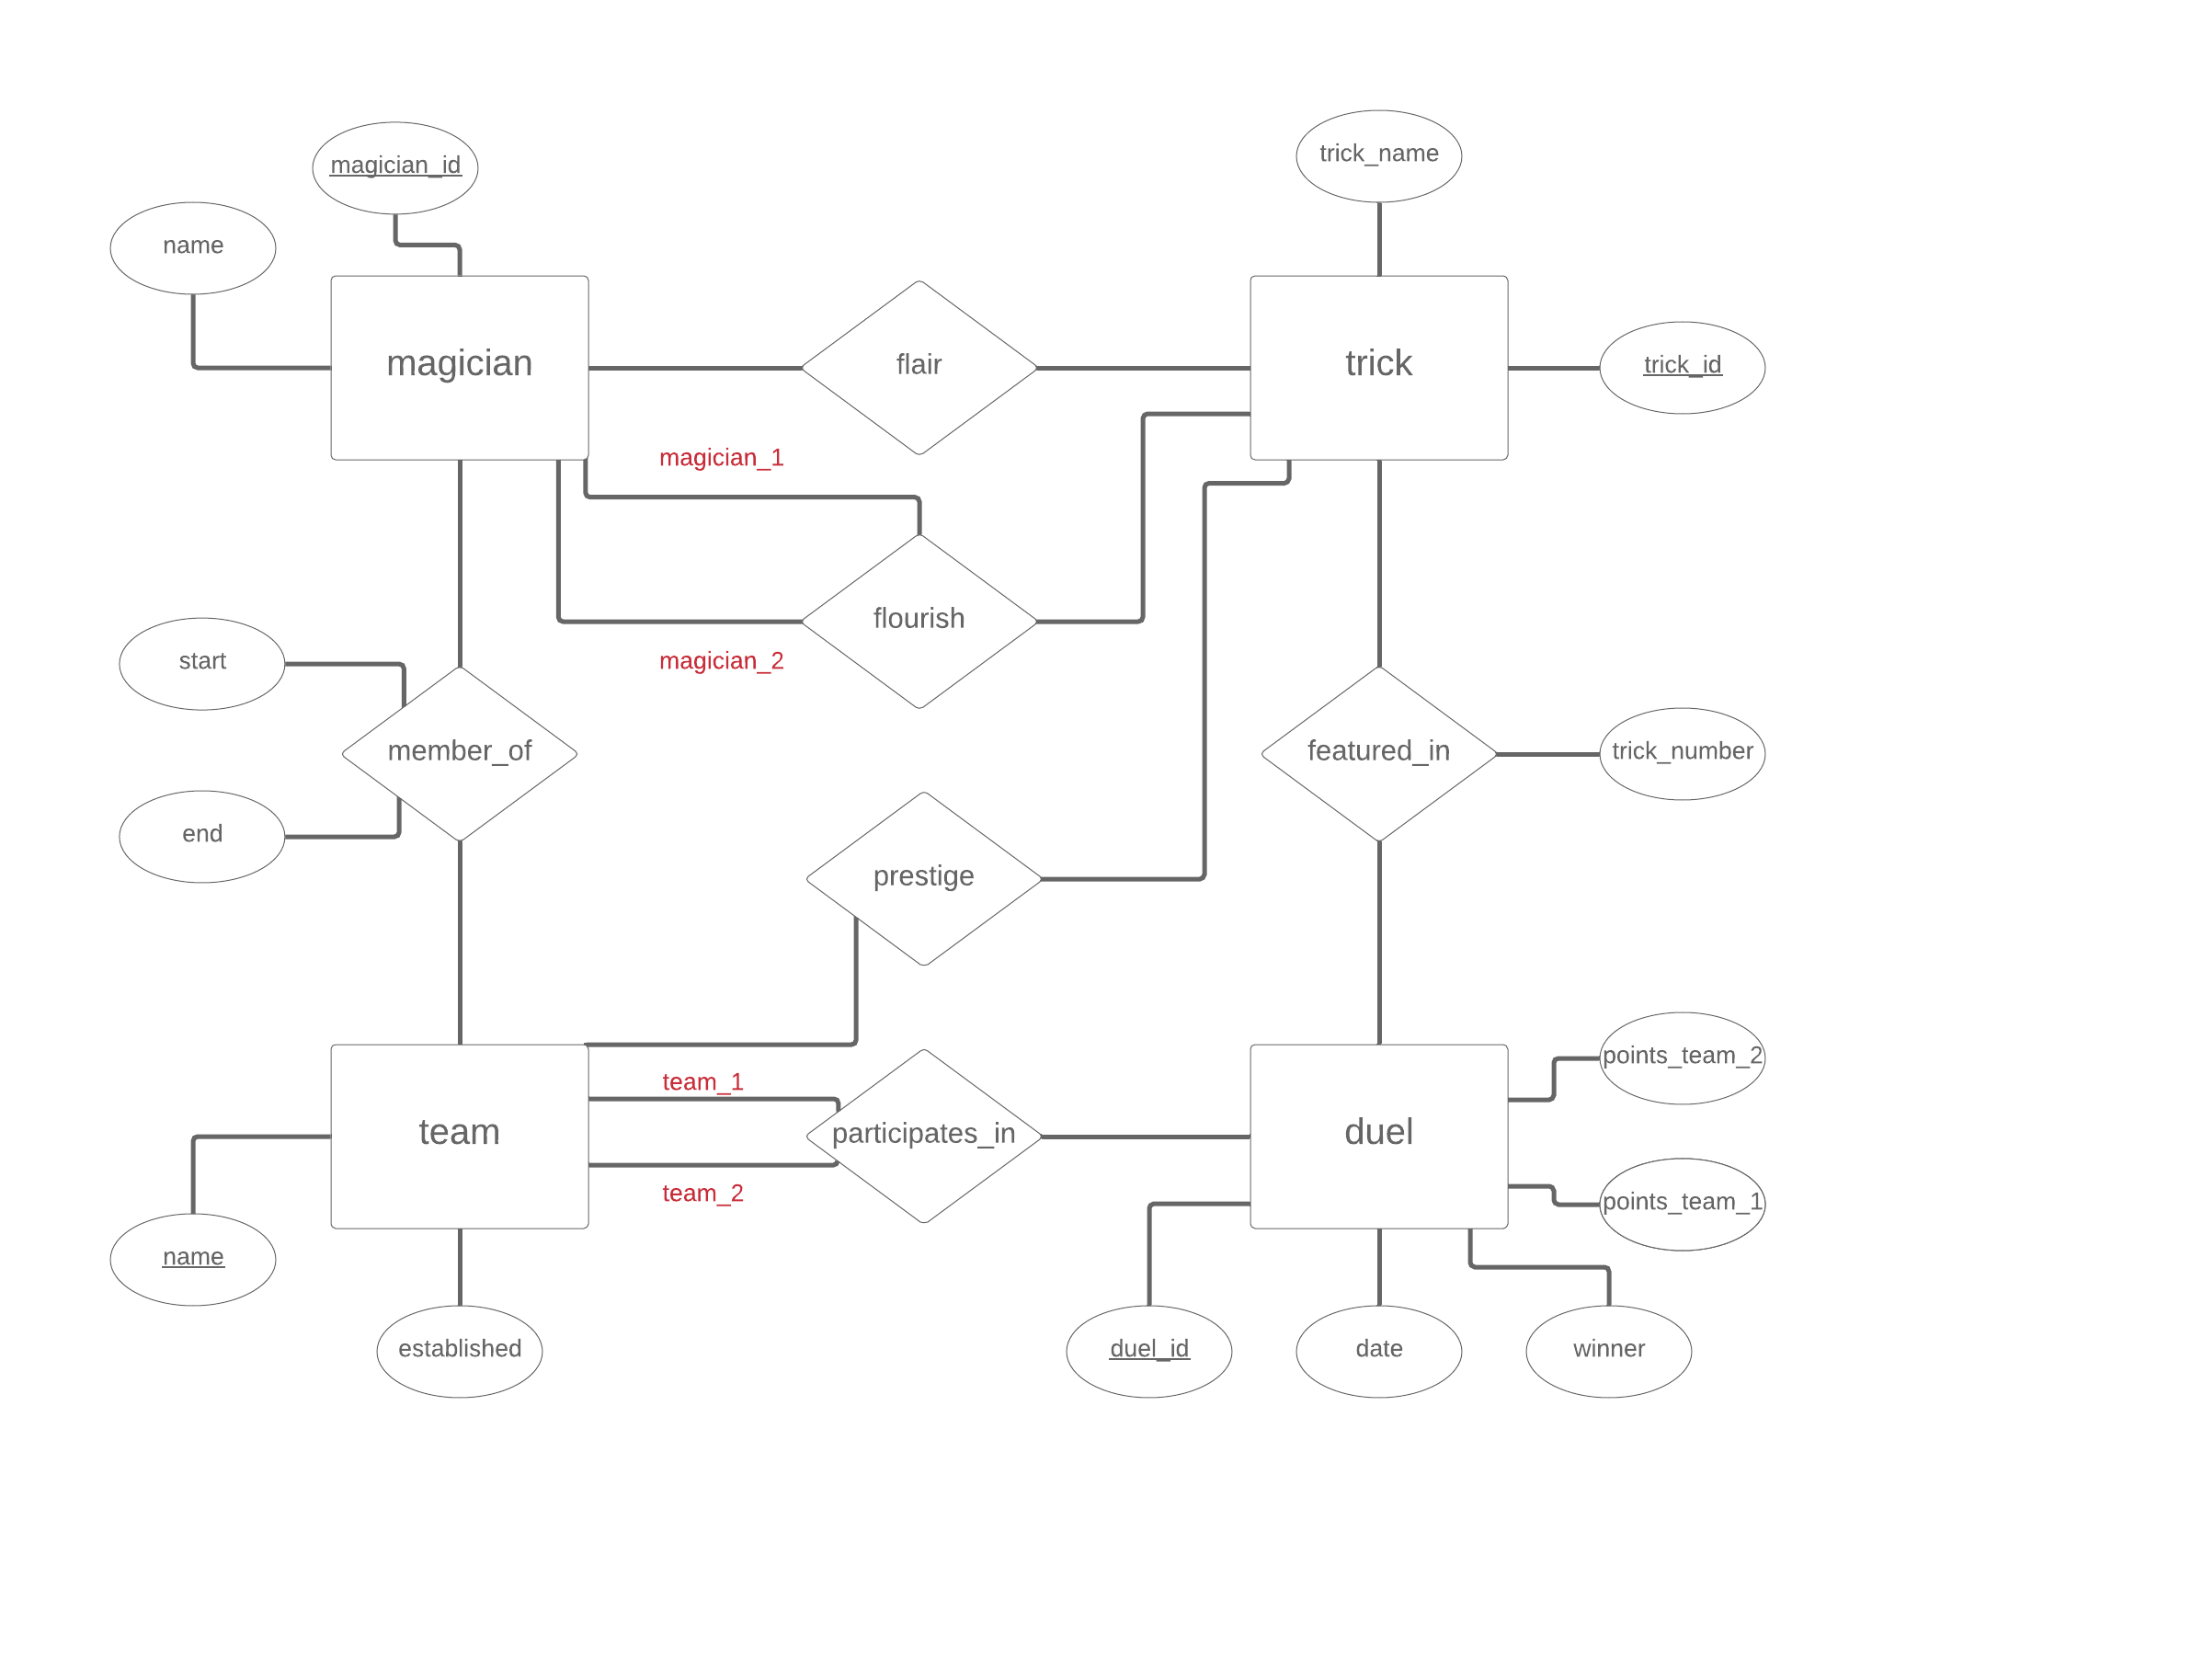 trick_name
magician_id
name
magician
flair
trick
trick_id
magician_1
flourish
magician_2
start
member_of
featured_in
trick_number
end
prestige
points_team_2
team_1
team
participates_in
duel
team_2
points_team_1
name
established
duel_id
date
winner